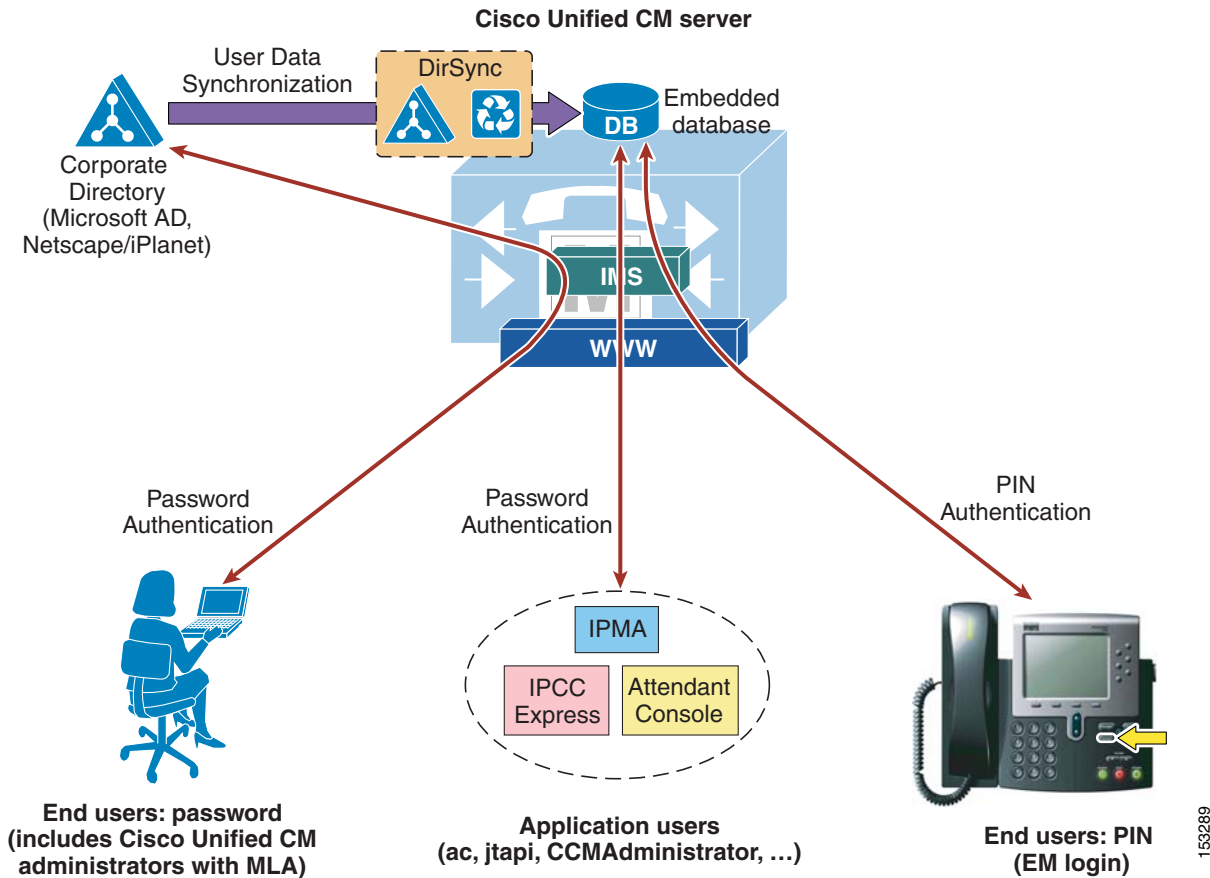 Cisco Unified CM server
User Data
Synchronization
DirSync
DB
Embedded
database
Corporate
Directory
(Microsoft AD,
Netscape/iPlanet)
IMS
WWW
Password
Authentication
Password
Authentication
PIN
Authentication
IPMA
IPCC
Express
Attendant
Console
End users: password
(includes Cisco Unified CM
administrators with MLA)
Application users
(ac, jtapi, CCMAdministrator, …)
End users: PIN
(EM login)
153289